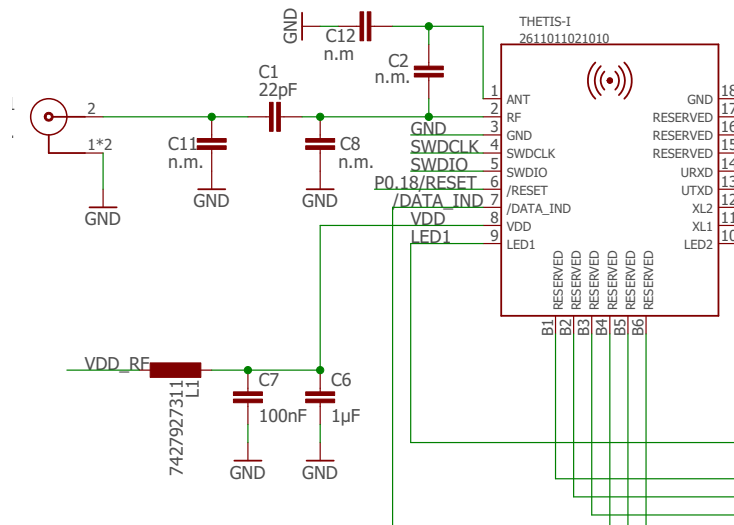 THETIS-I
2611011021010
GND
C12
n.m
C2
n.m.
C1
22pF
2
1*2
GND
C11
n.m.
GND
C8
n.m.
GND
GND
SWDCLK
SWDIO
P0.18/RESET
/DATA_IND
VDD
LED1
1 ANT
2 RF
3 GND
4 SWDCLK
5 SWDIO
6 /RESET
7 /DATA_IND
8 VDD
9 LED1
GND 18
RESERVED 17
RESERVED 16
RESERVED 15
URXD 14
UTXD 13
XL2 12
XL1 11
LED2 10
RESERVED
RESERVED
RESERVED
RESERVED
RESERVED
RESERVED
B1
B2
B3
B4
B5
B6
VDD_RF
L1
7427927311
C7
100nF
GND
C6
1µF
GND